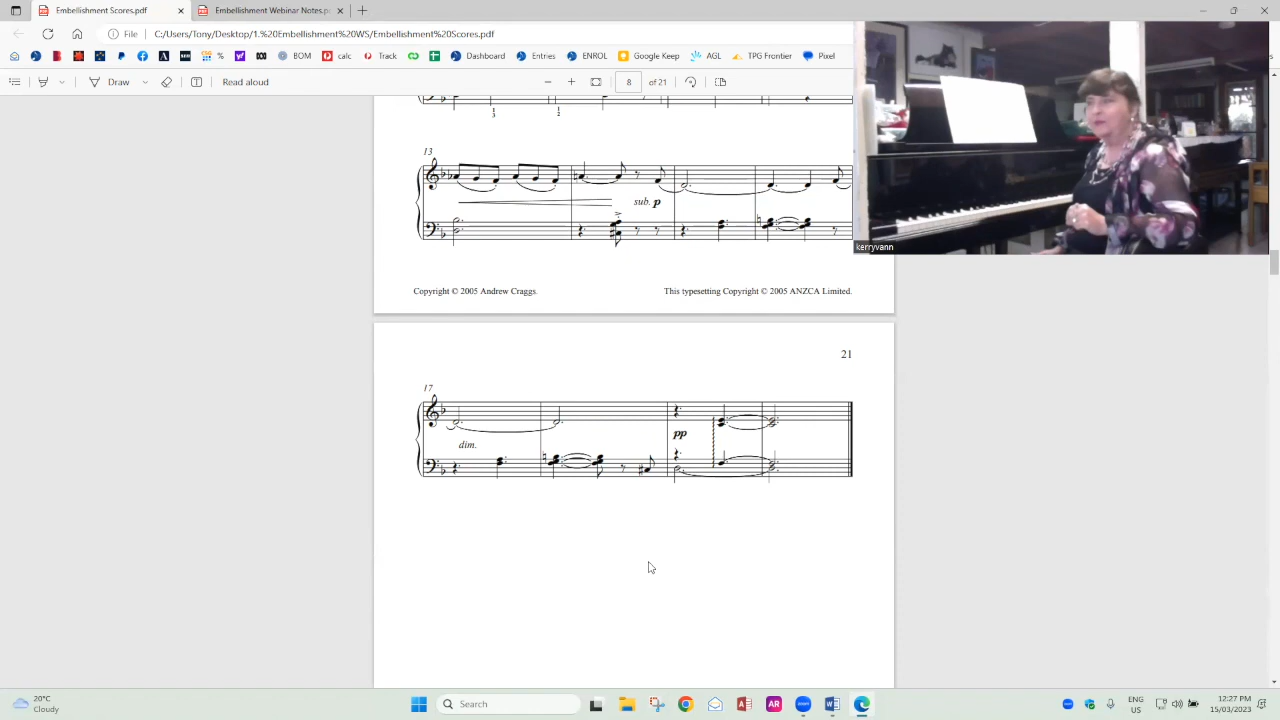 Embellishment Scores.pdf
Embellishment Webinar Notes.p
File
C:/Users/Tony/Desktop/1.%20Embellishment%20WS/Embellishment%20Scores.pdf
BOM
calc
Track
Dashboard
Entries
ENROL
Google Keep
AGL
TPG Frontier
Pixel
Draw
Read aloud
8
of 21
3
2
13
sub. p
kerryvann
Copyright © 2005 Andrew Craggs.
This typesetting Copyright © 2005 ANZCA Limited.
21
17
dim.
pp
20°C
Cloudy
Search
ENG
US
12:27 PM
15/03/2023